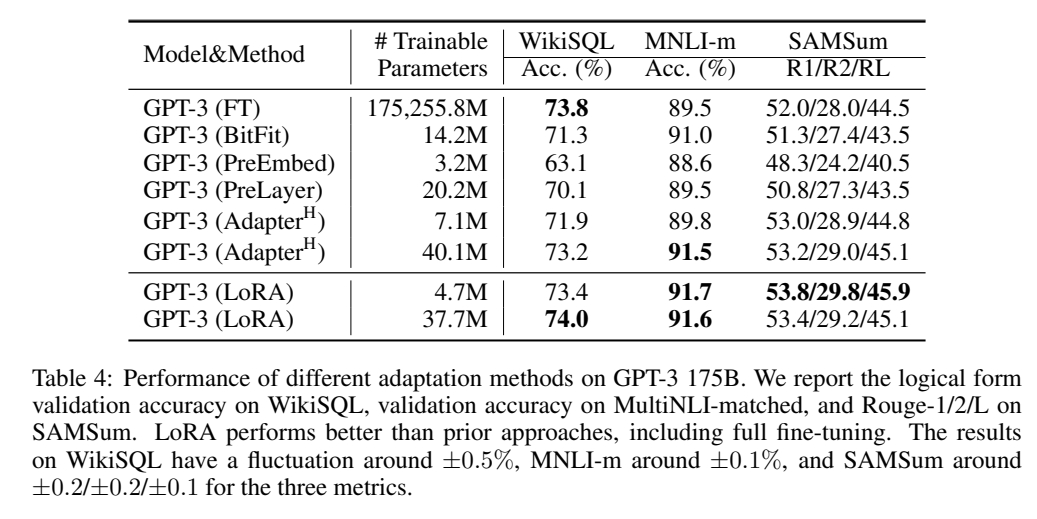 Model&Method # Trainable Parameters WikiSQL MNLI-m SAMSum
Acc. (%) Acc. (%) R1/R2/RL
GPT-3 (FT) 175,255.8M 73.8 89.5 52.0/28.0/44.5
GPT-3 (BitFit) 14.2M 71.3 91.0 51.3/27.4/43.5
GPT-3 (PreEmbed) 3.2M 63.1 88.6 48.3/24.2/40.5
GPT-3 (PreLayer) 20.2M 70.1 89.5 50.8/27.3/43.5
GPT-3 (Adapterᴴ) 7.1M 71.9 89.8 53.0/28.9/44.8
GPT-3 (Adapterᴴ) 40.1M 73.2 91.5 53.2/29.0/45.1
GPT-3 (LoRA) 4.7M 73.4 91.7 53.8/29.8/45.9
GPT-3 (LoRA) 37.7M 74.0 91.6 53.4/29.2/45.1
Table 4: Performance of different adaptation methods on GPT-3 175B. We report the logical form
validation accuracy on WikiSQL, validation accuracy on MultiNLI-matched, and Rouge-1/2/L on
SAMSum. LoRA performs better than prior approaches, including full fine-tuning. The results
on WikiSQL have a fluctuation around ±0.5%, MNLI-m around ±0.1%, and SAMSum around
±0.2/±0.2/±0.1 for the three metrics.